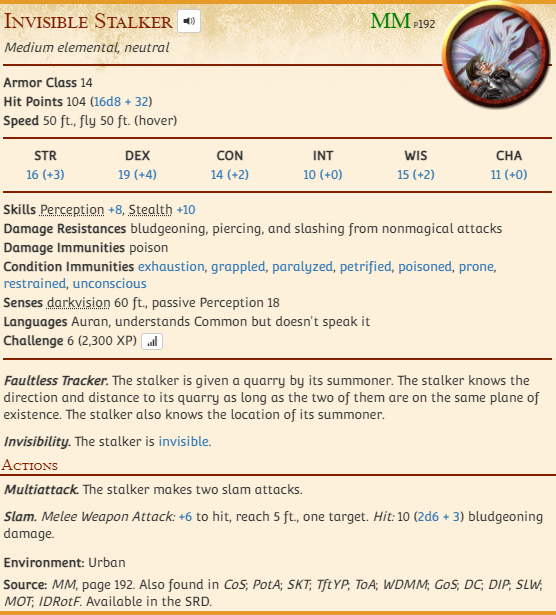 Invisible Stalker MM p192
Medium elemental, neutral
Armor Class 14
Hit Points 104 (16d8 + 32)
Speed 50 ft., fly 50 ft. (hover)
STR DEX CON INT WIS CHA
16 (+3) 19 (+4) 14 (+2) 10 (+0) 15 (+2) 11 (+0)
Skills Perception +8, Stealth +10
Damage Resistances bludgeoning, piercing, and slashing from nonmagical attacks
Damage Immunities poison
Condition Immunities exhaustion, grappled, paralyzed, petrified, poisoned, prone,
restrained, unconscious
Senses darkvision 60 ft., passive Perception 18
Languages Auran, understands Common but doesn't speak it
Challenge 6 (2,300 XP)
Faultless Tracker. The stalker is given a quarry by its summoner. The stalker knows the
direction and distance to its quarry as long as the two of them are on the same plane of
existence. The stalker also knows the location of its summoner.
Invisibility. The stalker is invisible.
Actions
Multiattack. The stalker makes two slam attacks.
Slam. Melee Weapon Attack: +6 to hit, reach 5 ft., one target. Hit: 10 (2d6 + 3) bludgeoning
damage.
Environment: Urban
Source: MM, page 192. Also found in CoS; PotA; SKT; TftYP; ToA; WDMM; GoS; DC; DIP; SLW;
MOT; IDRotF. Available in the SRD.